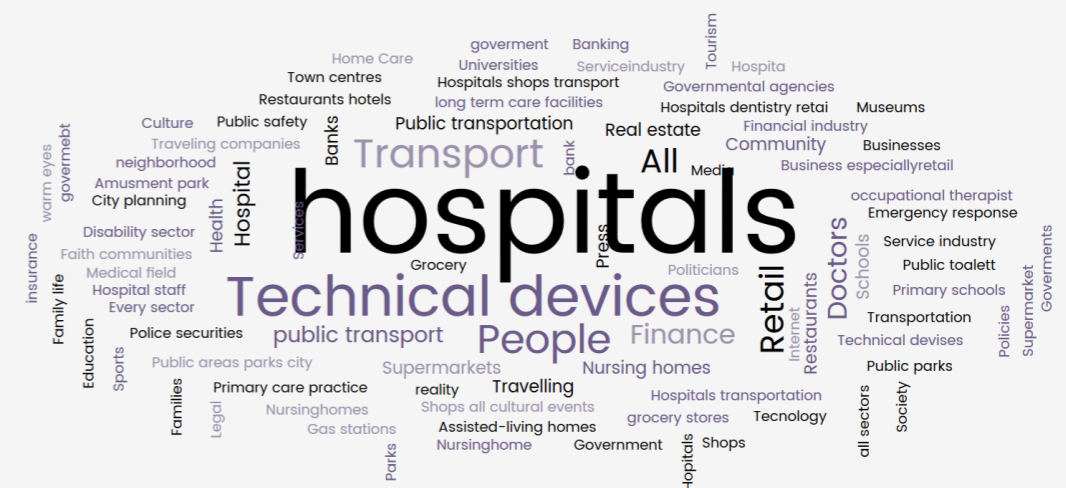 Tourism
goverment Banking
Home Care Universities Serviceindustry Hospita
Town centres Hospitals shops transport Governmental agencies
Restaurants hotels long term care facilities Hospitals dentistry retai Museums
Culture Public safety Banks Public transportation Real estate Financial industry
Traveling companies Transport bank All Community Businesses
govermebt warm eyes neighborhood Media Business especiallyretail
Amusment park hospitals occupational therapist
City planning Health Hospital Services Emergency response
Disability sector Press Doctors Schools Service industry
insurance Faith communities Grocery Politicians Public toalett Goverments
Medical field Technical devices Retail Restaurants Internet
Family life Hospital staff Primary schools Supermarket
Every sector Transportation Policies
Education Police securities public transport People Finance Technical devises
Sports Public areas parks city Supermarkets Nursing homes Public parks
Families Primary care practice reality Travelling all sectors Society
Legal Nursinghomes Shops all cultural events Hospitals transportation
Gas stations Assisted-living homes grocery stores Tecnology
Parks Nursinghome Government Hopitals Shops